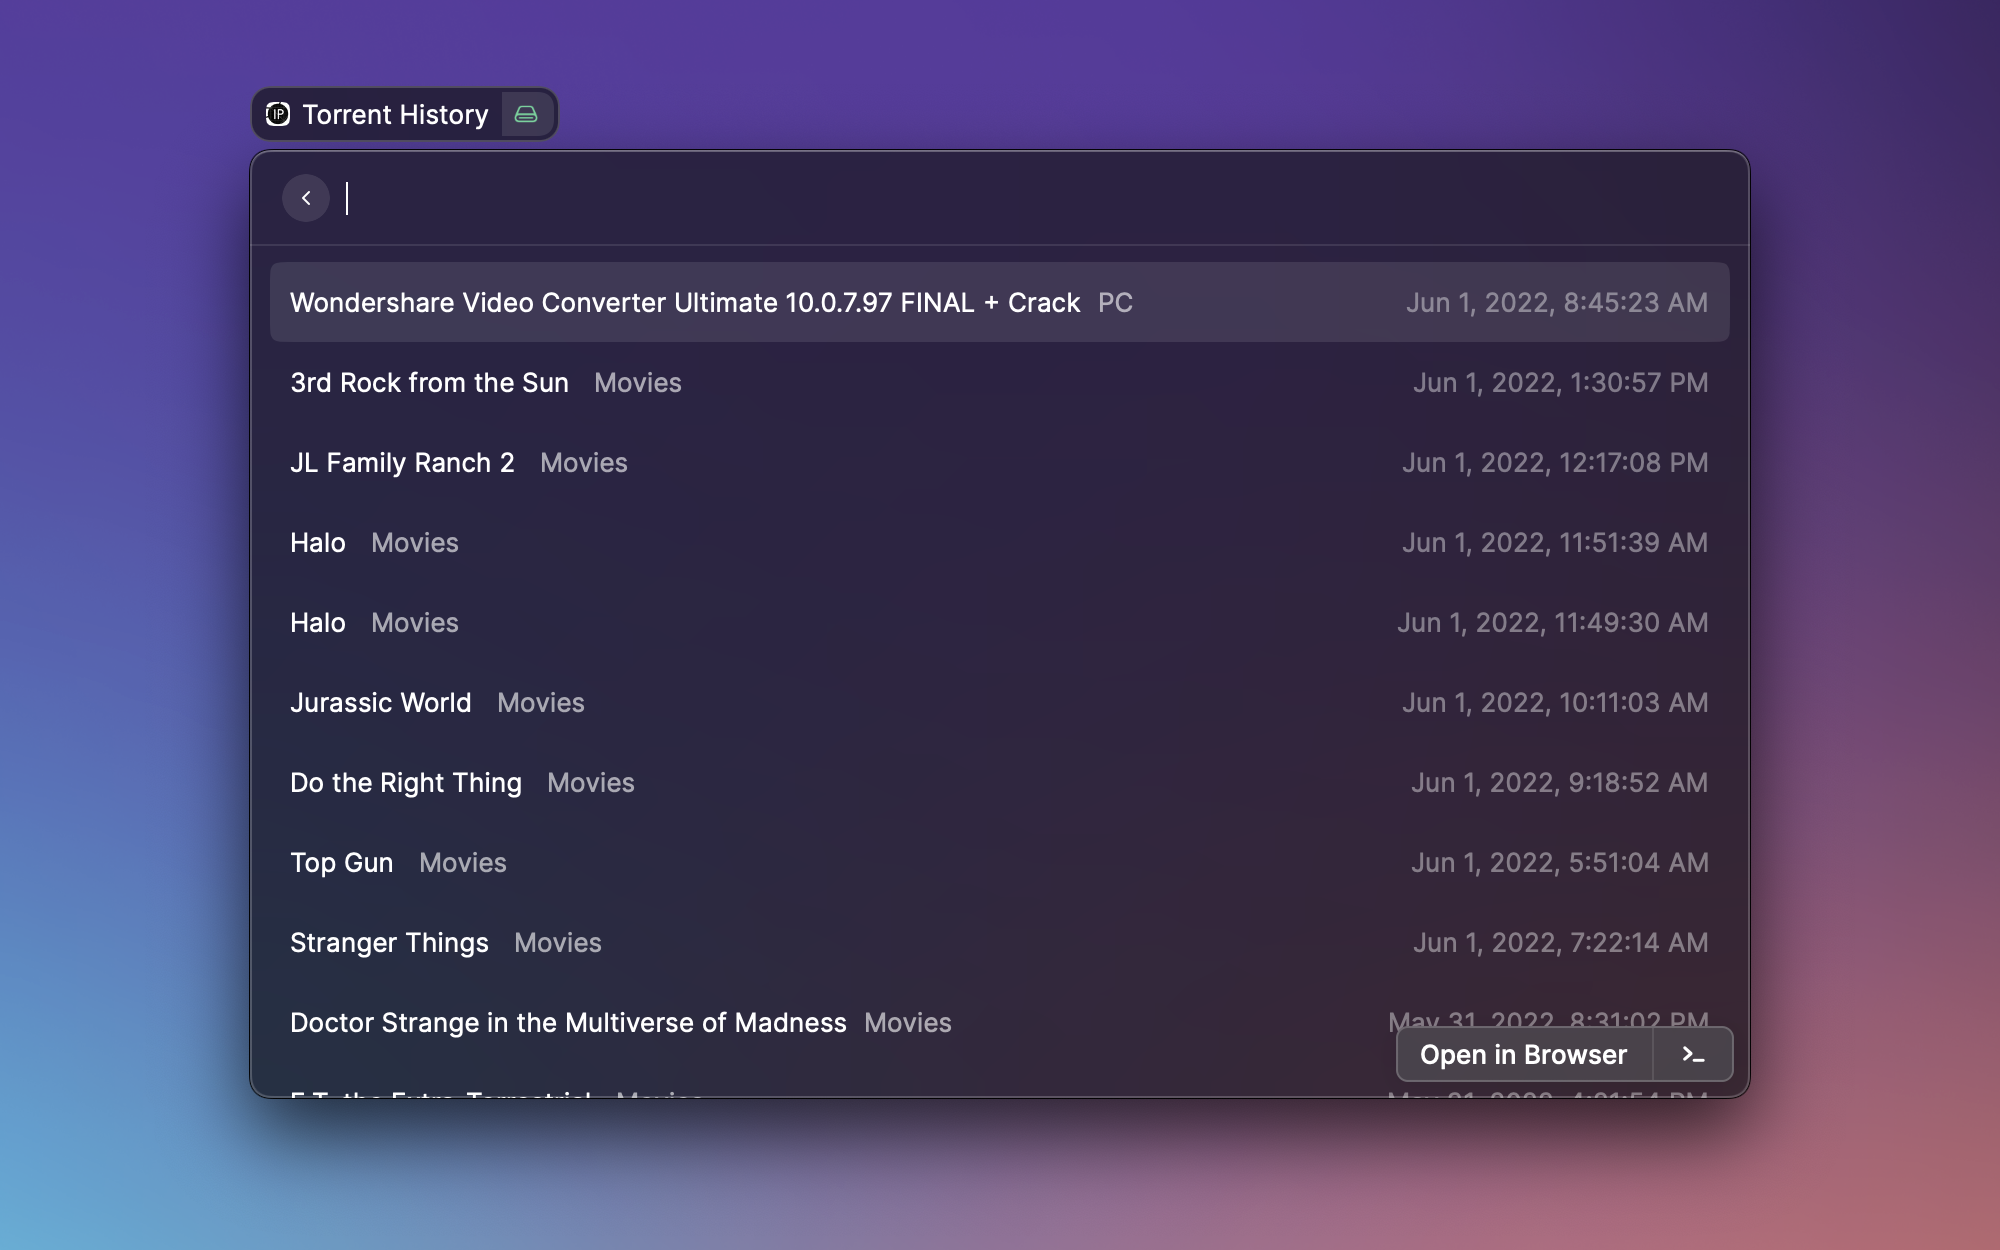 IP Torrent History
Wondershare Video Converter Ultimate 10.0.7.97 FINAL + Crack PC Jun 1, 2022, 8:45:23 AM
3rd Rock from the Sun Movies Jun 1, 2022, 1:30:57 PM
JL Family Ranch 2 Movies Jun 1, 2022, 12:17:08 PM
Halo Movies Jun 1, 2022, 11:51:39 AM
Halo Movies Jun 1, 2022, 11:49:30 AM
Jurassic World Movies Jun 1, 2022, 10:11:03 AM
Do the Right Thing Movies Jun 1, 2022, 9:18:52 AM
Top Gun Movies Jun 1, 2022, 5:51:04 AM
Stranger Things Movies Jun 1, 2022, 7:22:14 AM
Doctor Strange in the Multiverse of Madness Movies May 31, 2022, 8:31:02 PM
Open in Browser >_
E.T. the Extra-Terrestrial Movies